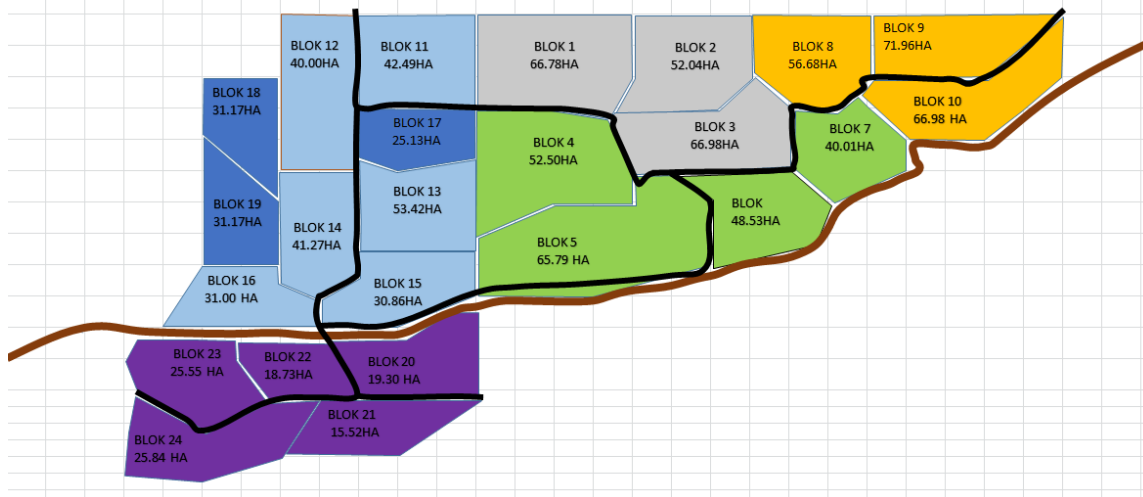 BLOK 12
40.00HA
BLOK 11
42.49HA
BLOK 1
66.78HA
BLOK 2
52.04HA
BLOK 8
56.68HA
BLOK 9
71.96HA
BLOK 18
31.17HA
BLOK 17
25.13HA
BLOK 4
52.50HA
BLOK 3
66.98HA
BLOK 7
40.01HA
BLOK 10
66.98 HA
BLOK 19
31.17HA
BLOK 14
41.27HA
BLOK 13
53.42HA
BLOK 5
65.79 HA
BLOK
48.53HA
BLOK 16
31.00 HA
BLOK 15
30.86HA
BLOK 23
25.55 HA
BLOK 22
18.73HA
BLOK 20
19.30 HA
BLOK 24
25.84 HA
BLOK 21
15.52HA